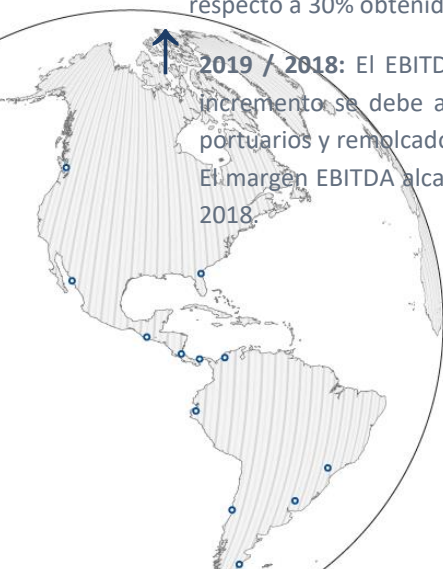 respecto a 30% obtenid
2019 / 2018: El EBITD
incremento se debe a
portuarios y remolcado
El margen EBITDA alca
2018.